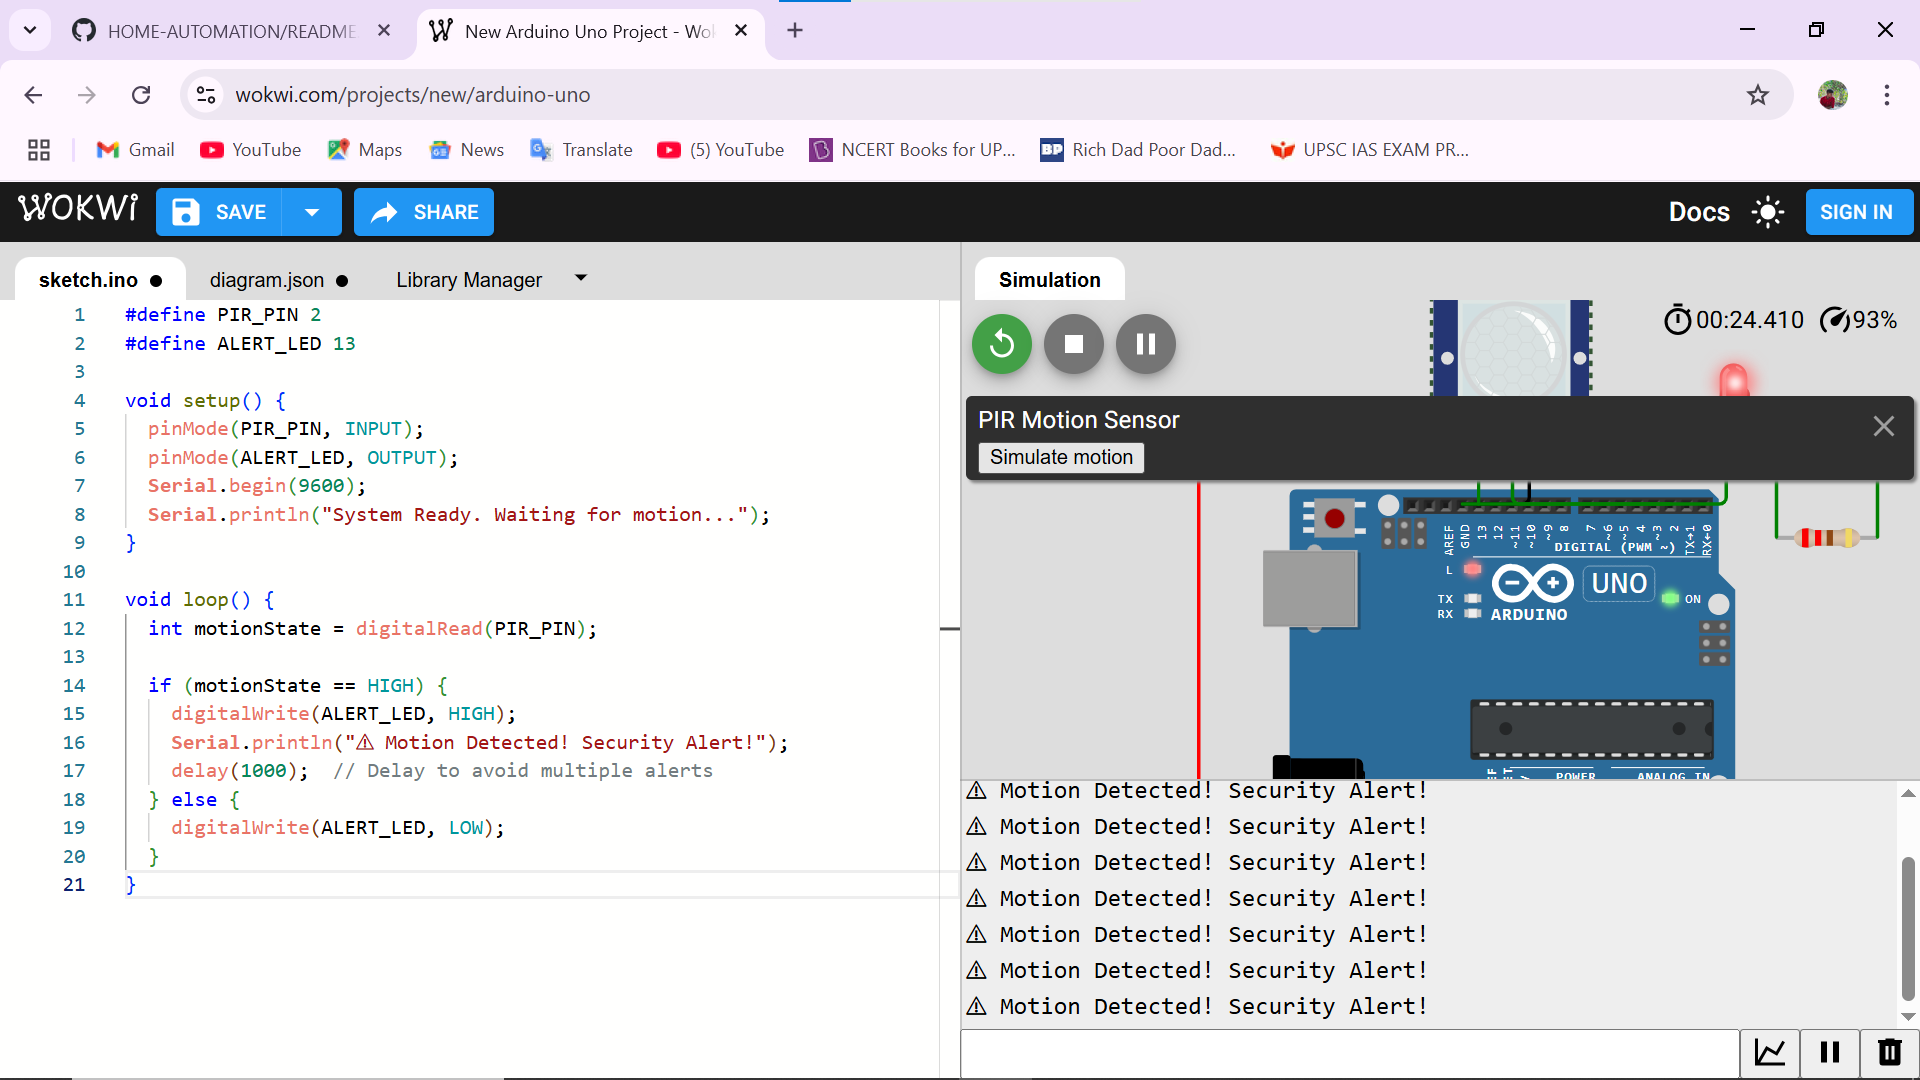 HOME-AUTOMATION/README
New Arduino Uno Project - Wok
wokwi.com/projects/new/arduino-uno
Gmail
YouTube
Maps
News
Translate
(5) YouTube
NCERT Books for UP...
BP Rich Dad Poor Dad...
UPSC IAS EXAM PR...
WOKWi
SAVE
SHARE
Docs
SIGN IN
sketch.ino
diagram.json
Library Manager
1 #define PIR_PIN 2
2 #define ALERT_LED 13
3
4 void setup() {
5 pinMode(PIR_PIN, INPUT);
6 pinMode(ALERT_LED, OUTPUT);
7 Serial.begin(9600);
8 Serial.println("System Ready. Waiting for motion...");
9 }
10
11 void loop() {
12 int motionState = digitalRead(PIR_PIN);
13
14 if (motionState == HIGH) {
15 digitalWrite(ALERT_LED, HIGH);
16 Serial.println("⚠ Motion Detected! Security Alert!");
17 delay(1000);  // Delay to avoid multiple alerts
18 } else {
19 digitalWrite(ALERT_LED, LOW);
20 }
21 }
Simulation
00:24.410
93%
PIR Motion Sensor
Simulate motion
AREF GND 13 12 ~11 ~10 ~9 8 7 ~6 ~5 4 ~3 2 TX→1 RX←0
DIGITAL (PWM ~)
L
UNO
TX
RX
ARDUINO
ON
POWER
ANALOG IN
⚠ Motion Detected! Security Alert!
⚠ Motion Detected! Security Alert!
⚠ Motion Detected! Security Alert!
⚠ Motion Detected! Security Alert!
⚠ Motion Detected! Security Alert!
⚠ Motion Detected! Security Alert!
⚠ Motion Detected! Security Alert!